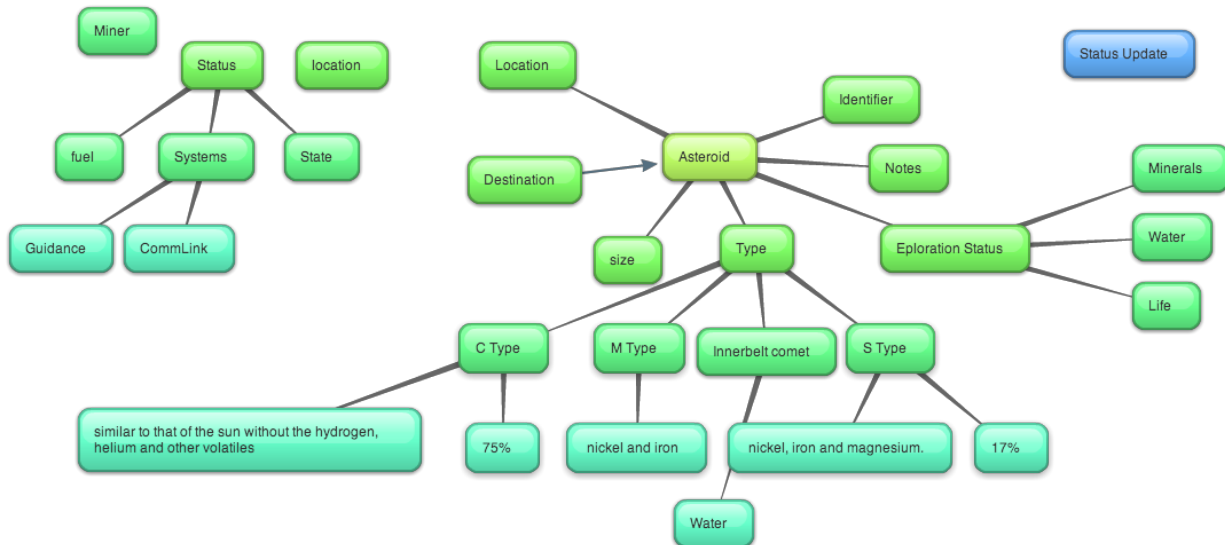 Miner
Status
location
Location
Status Update
Identifier
fuel
Systems
State
Asteroid
Destination
Notes
Minerals
Guidance
CommLink
size
Type
Eploration Status
Water
Life
C Type
M Type
Innerbelt comet
S Type
similar to that of the sun without the hydrogen,
helium and other volatiles
75%
nickel and iron
nickel, iron and magnesium.
17%
Water